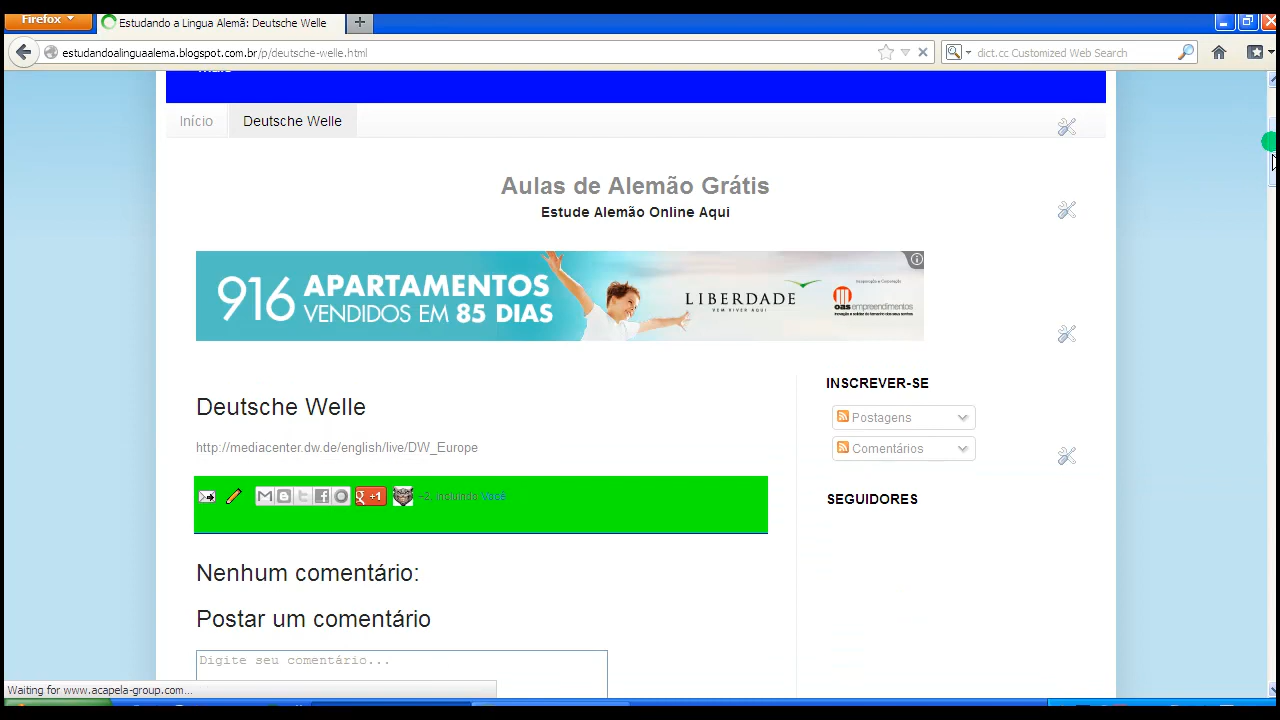 Firefox
Estudando a Lingua Alemã: Deutsche Welle
estudandoalinguaalema.blogspot.com.br/p/deutsche-welle.html
dict.cc Customized Web Search
Início
Deutsche Welle
Aulas de Alemão Grátis
Estude Alemão Online Aqui
916 APARTAMENTOS
VENDIDOS EM 85 DIAS
LIBERDADE
VEM VIVER AQUI
oas empreendimentos
Deutsche Welle
http://mediacenter.dw.de/english/live/DW_Europe
+2, incluindo Você
INSCREVER-SE
Postagens
Comentários
SEGUIDORES
Nenhum comentário:
Postar um comentário
Digite seu comentário...
Waiting for www.acapela-group.com...